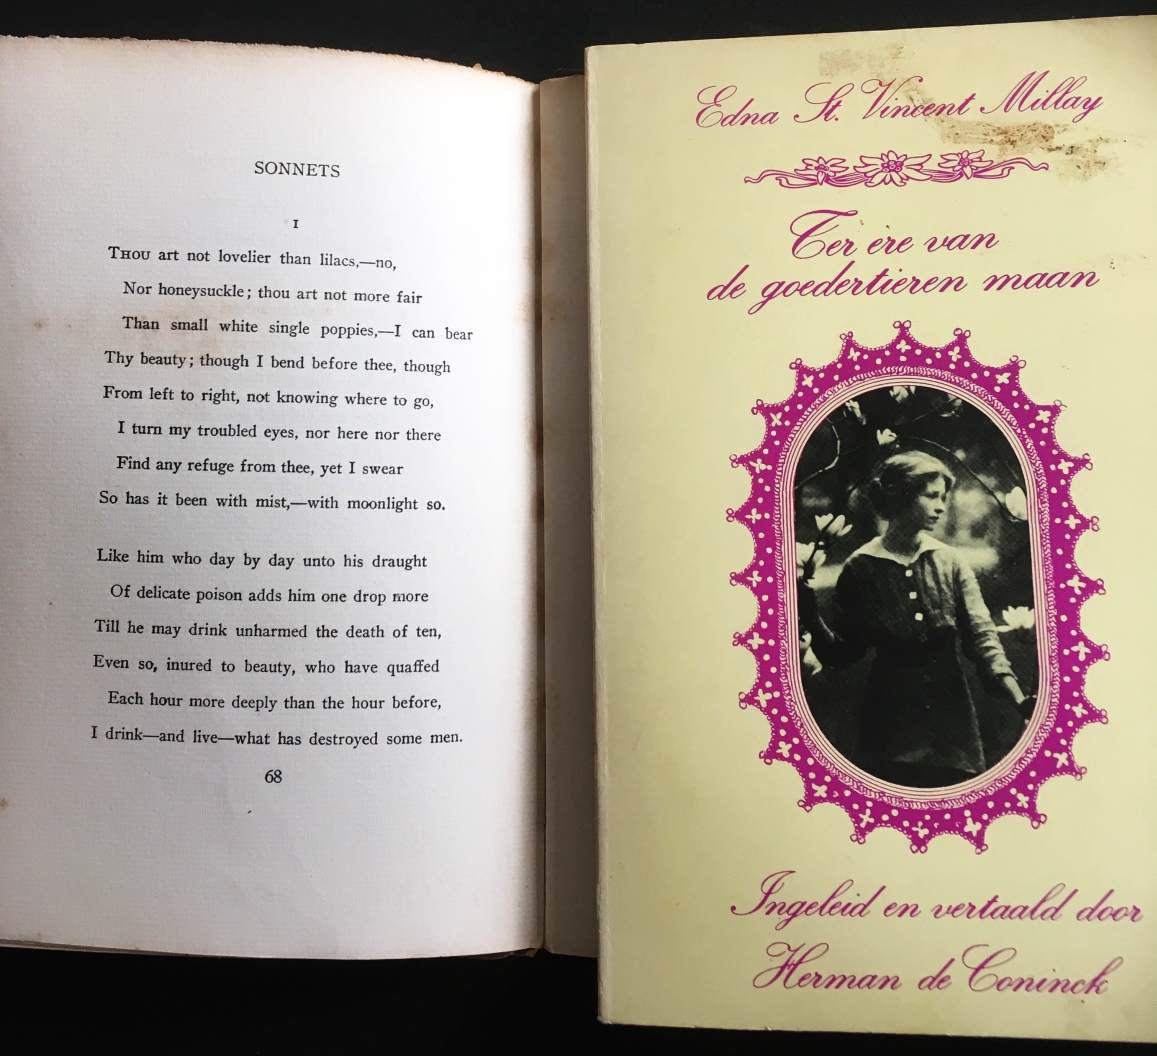 SONNETS
I
THOU art not lovelier than lilacs,—no,
Nor honeysuckle; thou art not more fair
Than small white single poppies,—I can bear
Thy beauty; though I bend before thee, though
From left to right, not knowing where to go,
I turn my troubled eyes, nor here nor there
Find any refuge from thee, yet I swear
So has it been with mist,—with moonlight so.
Like him who day by day unto his draught
Of delicate poison adds him one drop more
Till he may drink unharmed the death of ten,
Even so, inured to beauty, who have quaffed
Each hour more deeply than the hour before,
I drink—and live—what has destroyed some men.
68
Edna St. Vincent Millay
Ter ere van
de goedertieren maan
Ingeleid en vertaald door
Herman de Coninck